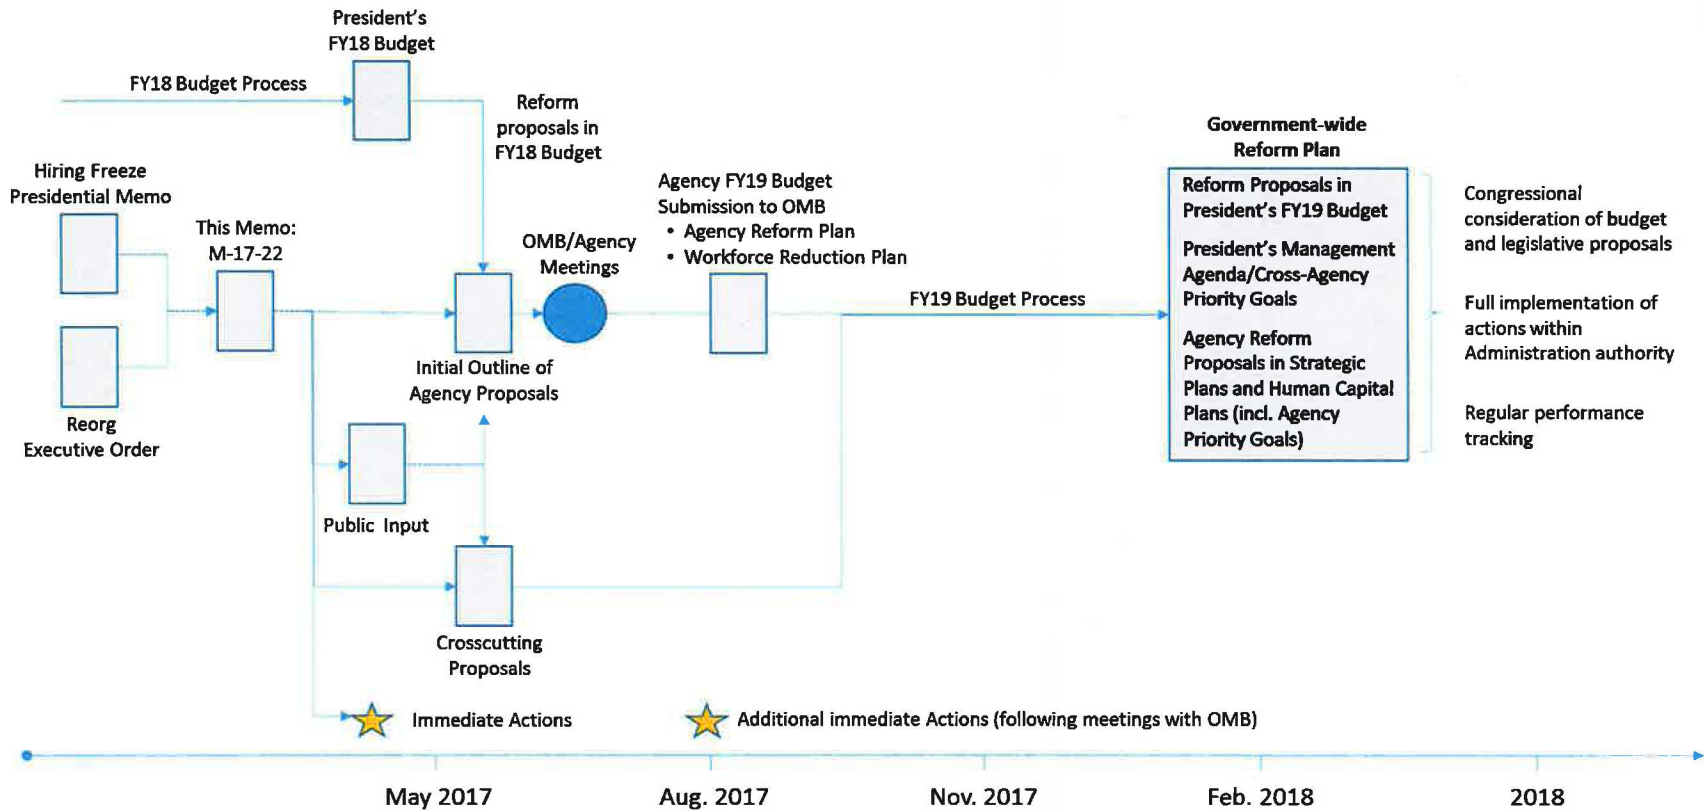 President's
FY18 Budget
FY18 Budget Process
Reform
proposals in
FY18 Budget
Hiring Freeze
Presidential Memo
This Memo:
M-17-22
Reorg
Executive Order
OMB/Agency
Meetings
Initial Outline of
Agency Proposals
Public Input
Crosscutting
Proposals
Agency FY19 Budget
Submission to OMB
• Agency Reform Plan
• Workforce Reduction Plan
FY19 Budget Process
Government-wide
Reform Plan
Reform Proposals in
President's FY19 Budget
President's Management
Agenda/Cross-Agency
Priority Goals
Agency Reform
Proposals in Strategic
Plans and Human Capital
Plans (incl. Agency
Priority Goals)
Congressional
consideration of budget
and legislative proposals
Full implementation of
actions within
Administration authority
Regular performance
tracking
Immediate Actions
Additional immediate Actions (following meetings with OMB)
May 2017
Aug. 2017
Nov. 2017
Feb. 2018
2018